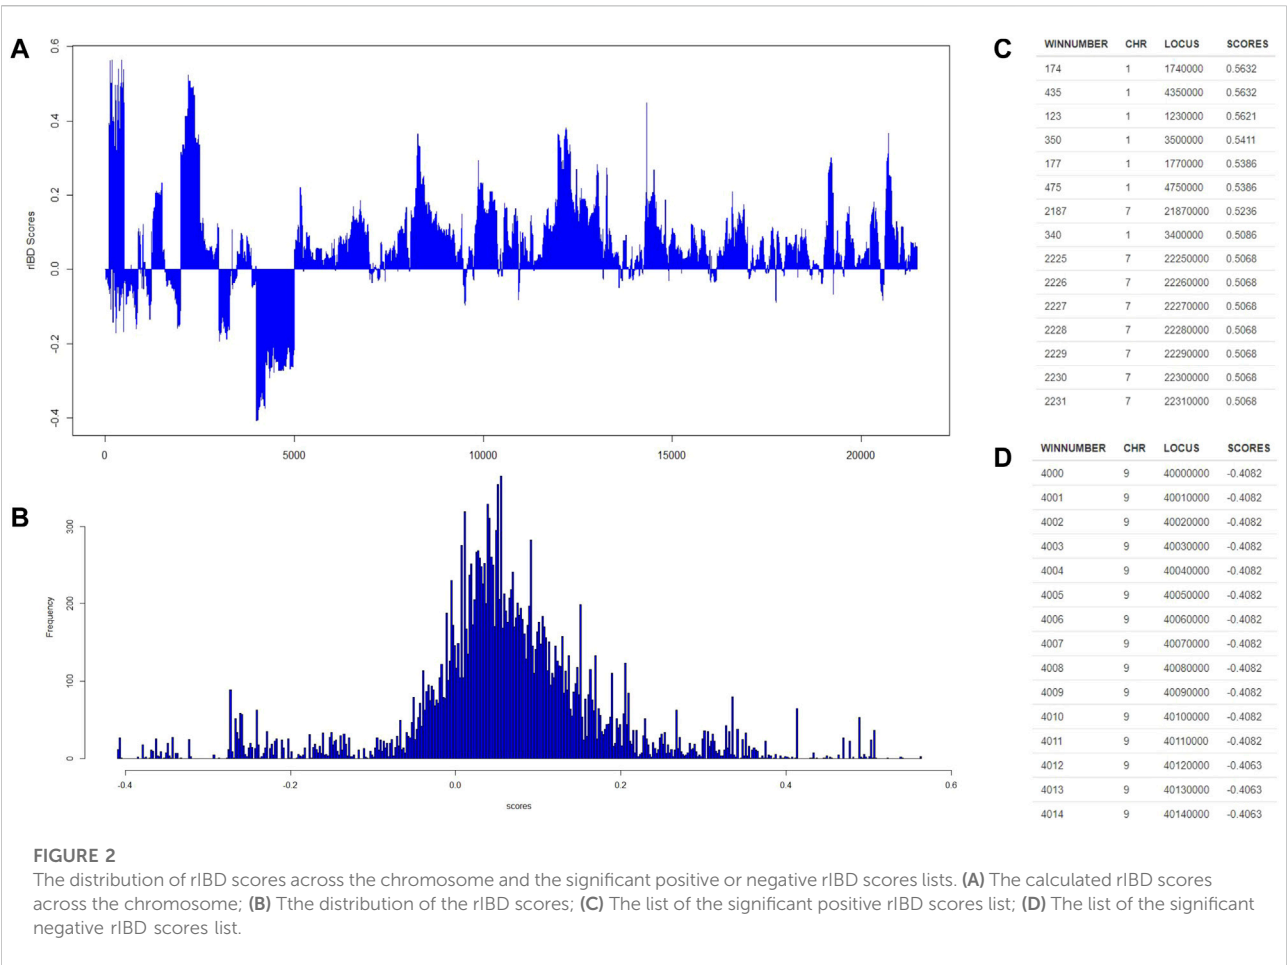 A
rIBD Scores
0.6
0.4
0.2
0.0
-0.2
-0.4
0 5000 10000 15000 20000
B
Frequency
300
200
100
0
-0.4 -0.2 0.0 0.2 0.4 0.6
scores
C
WINNUMBER CHR LOCUS SCORES
174 1 1740000 0.5632
435 1 4350000 0.5632
123 1 1230000 0.5621
350 1 3500000 0.5411
177 1 1770000 0.5386
475 1 4750000 0.5386
2187 7 21870000 0.5236
340 1 3400000 0.5086
2225 7 22250000 0.5068
2226 7 22260000 0.5068
2227 7 22270000 0.5068
2228 7 22280000 0.5068
2229 7 22290000 0.5068
2230 7 22300000 0.5068
2231 7 22310000 0.5068
D
WINNUMBER CHR LOCUS SCORES
4000 9 40000000 -0.4082
4001 9 40010000 -0.4082
4002 9 40020000 -0.4082
4003 9 40030000 -0.4082
4004 9 40040000 -0.4082
4005 9 40050000 -0.4082
4006 9 40060000 -0.4082
4007 9 40070000 -0.4082
4008 9 40080000 -0.4082
4009 9 40090000 -0.4082
4010 9 40100000 -0.4082
4011 9 40110000 -0.4082
4012 9 40120000 -0.4063
4013 9 40130000 -0.4063
4014 9 40140000 -0.4063
FIGURE 2
The distribution of rIBD scores across the chromosome and the significant positive or negative rIBD scores lists. (A) The calculated rIBD scores
across the chromosome; (B) Tthe distribution of the rIBD scores; (C) The list of the significant positive rIBD scores list; (D) The list of the significant
negative rIBD scores list.